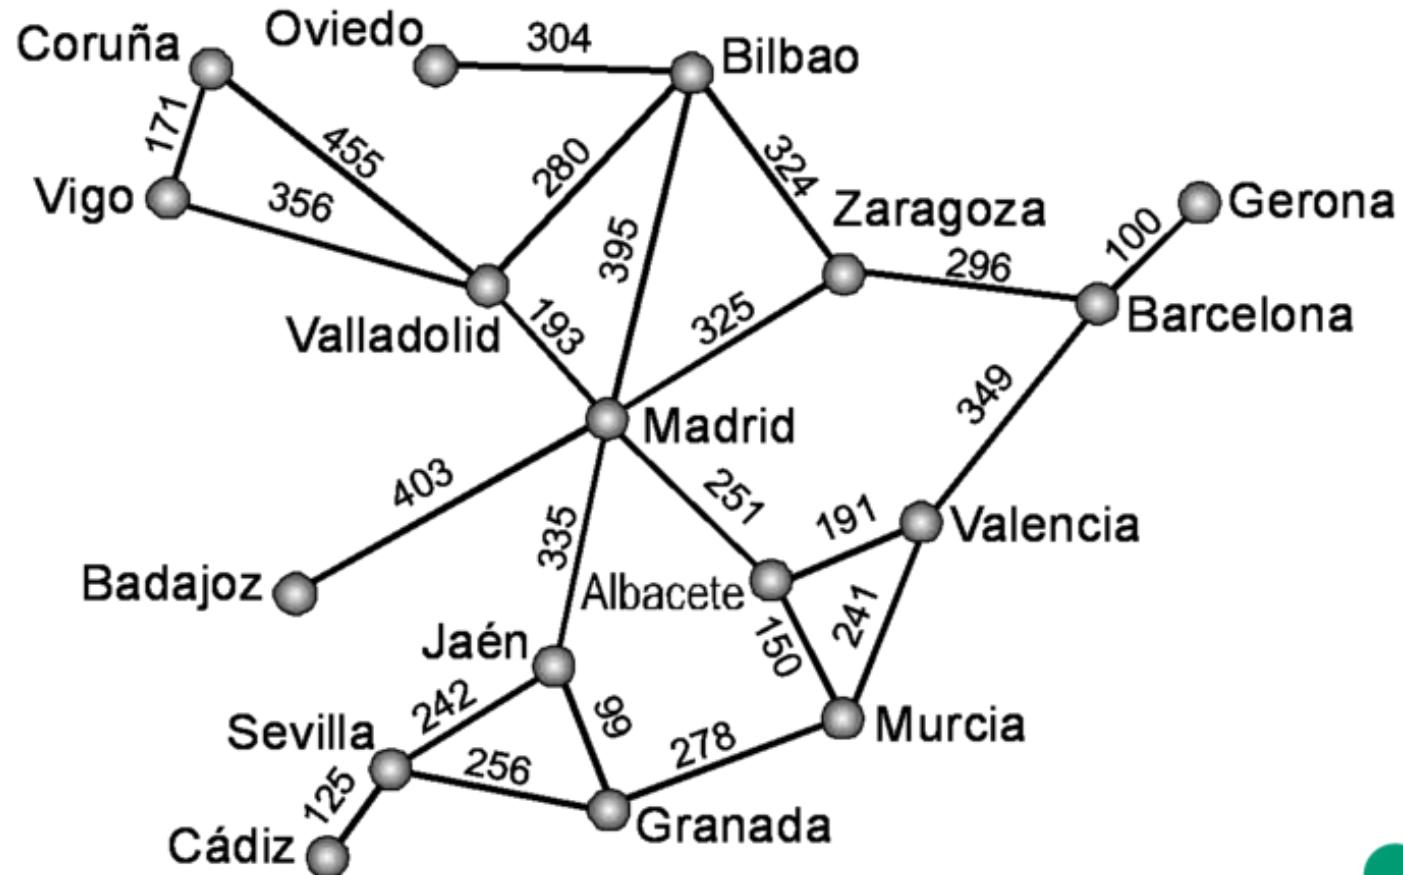 Coruña
Oviedo
304
Bilbao
171
455
280
324
Vigo
356
395
Zaragoza
Gerona
100
296
Barcelona
Valladolid
193
325
349
Madrid
403
251
191
Valencia
335
Badajoz
Albacete
241
150
Jaén
242
99
Sevilla
278
Murcia
256
125
Granada
Cádiz